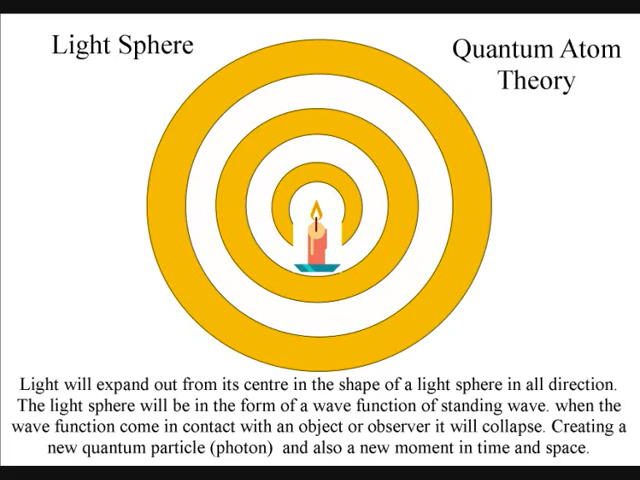 Light Sphere
Quantum Atom
Theory
Light will expand out from its centre in the shape of a light sphere in all direction.
The light sphere will be in the form of a wave function of standing wave. when the
wave function come in contact with an object or observer it will collapse. Creating a
new quantum particle (photon) and also a new moment in time and space.